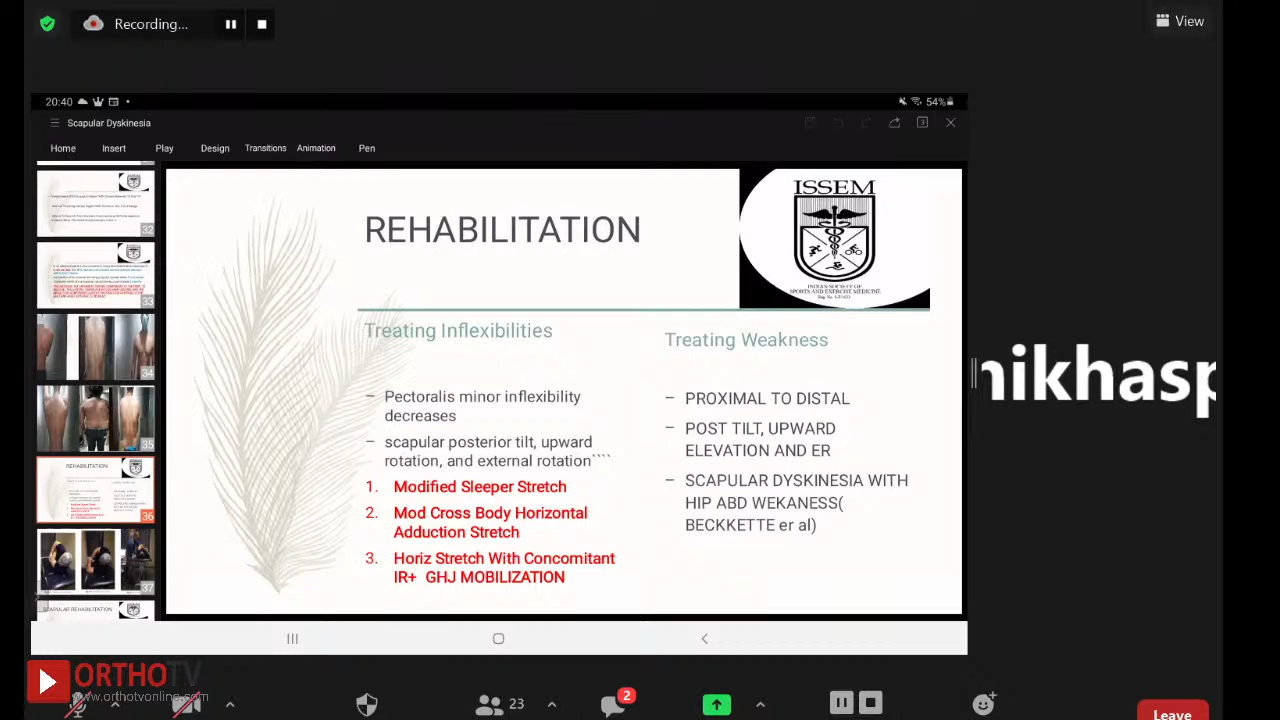 Recording...
View
20:40
54%
Scapular Dyskinesia
Home Insert Play Design Transitions Animation Pen
32
33
34
35
REHABILITATION
36
37
SCAPULAR REHABILITATION
REHABILITATION
ISSEM
INDIAN SOCIETY OF
SPORTS AND EXERCISE MEDICINE
Treating Inflexibilities
– Pectoralis minor inflexibility
decreases
– scapular posterior tilt, upward
rotation, and external rotation````
1. Modified Sleeper Stretch
2. Mod Cross Body Horizontal
Adduction Stretch
3. Horiz Stretch With Concomitant
IR+ GHJ MOBILIZATION
Treating Weakness
– PROXIMAL TO DISTAL
– POST TILT, UPWARD
ELEVATION AND ER
– SCAPULAR DYSKINESIA WITH
HIP ABD WEKANESS(
BECKKETTE er al)
nikhasp
ORTHOTV
www.orthotvonline.com
23
2
Leave